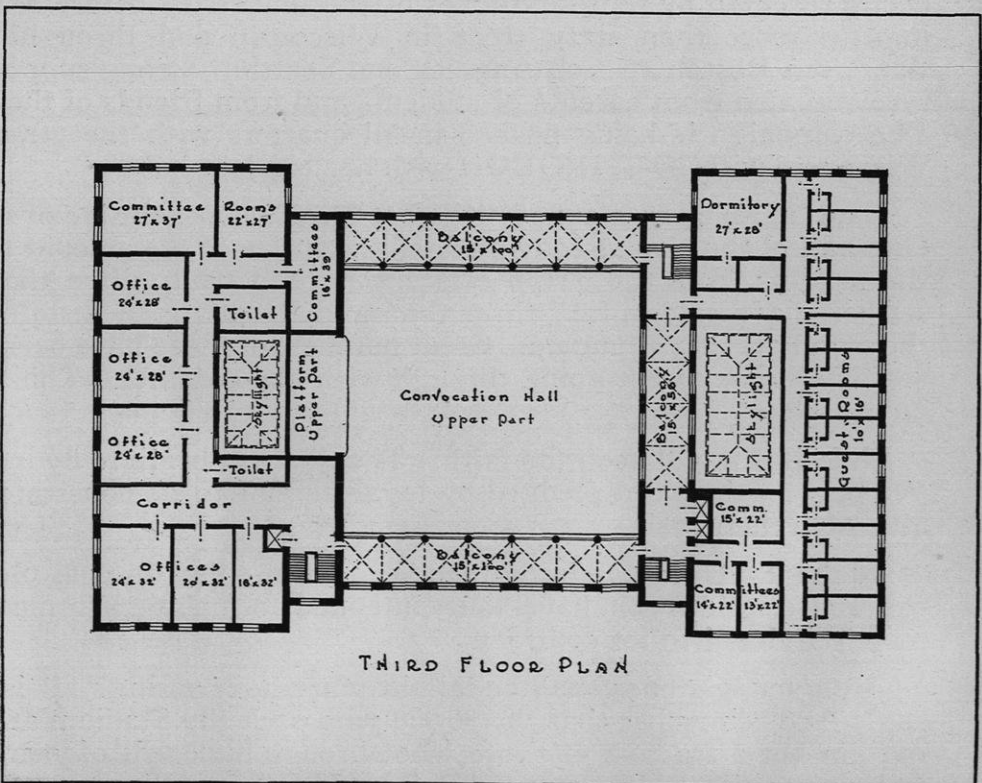 Committee
27'x 37'
Rooms
22'x 27'
Committees
16'x 39'
Balcony
15'x 100'
Dormitory
27'x 28'
Office
24'x 28'
Toilet
Office
24'x 28'
Skylight
Platform
Upper Part
Convocation Hall
Upper Part
Balcony
15'x 58'
Skylight
Guest Rooms
10'x 16'
Office
24'x 28'
Toilet
Corridor
Comm.
15'x 22'
Offices
24'x 32'
20'x 32'
16'x 32'
Balcony
15'x 100'
Committees
14'x 22'
13'x 22'
THIRD FLOOR PLAN